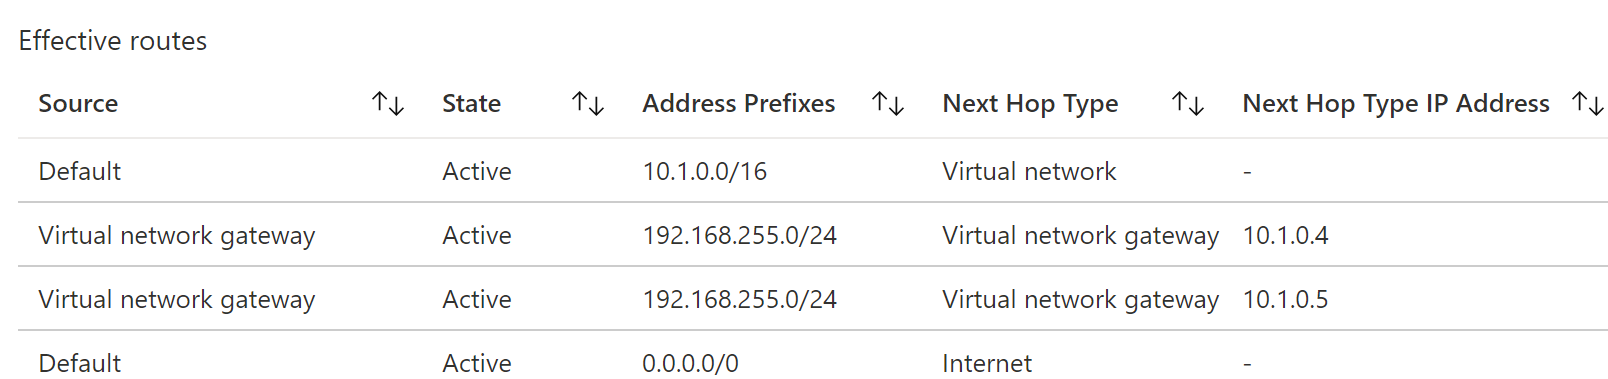 Effective routes
Source ↑↓ State ↑↓ Address Prefixes ↑↓ Next Hop Type ↑↓ Next Hop Type IP Address ↑↓
Default Active 10.1.0.0/16 Virtual network -
Virtual network gateway Active 192.168.255.0/24 Virtual network gateway 10.1.0.4
Virtual network gateway Active 192.168.255.0/24 Virtual network gateway 10.1.0.5
Default Active 0.0.0.0/0 Internet -